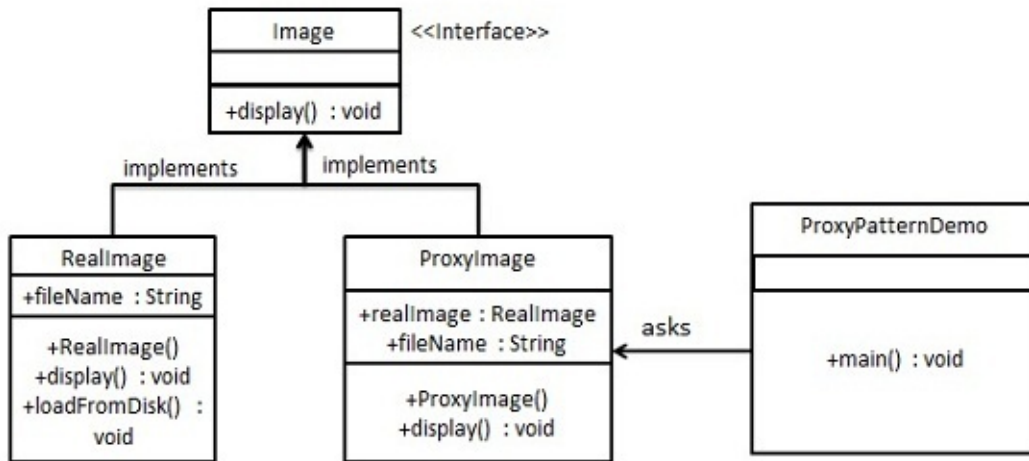 Image
<<Interface>>
+display() : void
implements
implements
RealImage
+fileName : String
+RealImage()
+display() : void
+loadFromDisk() :
void
ProxyImage
+realImage : RealImage
+fileName : String
+ProxyImage()
+display() : void
asks
ProxyPatternDemo
+main() : void